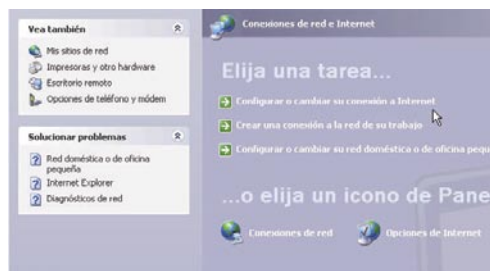 Vea también
Mis sitios de red
Impresoras y otro hardware
Escritorio remoto
Opciones de teléfono y módem
Solucionar problemas
Red doméstica o de oficina
pequeña
Internet Explorer
Diagnósticos de red
Conexiones de red e Internet
Elija una tarea...
Configurar o cambiar su conexión a Internet
Crear una conexión a la red de su trabajo
Configurar o cambiar su red doméstica o de oficina pequ
...o elija un icono de Pane
Conexiones de red
Opciones de Internet